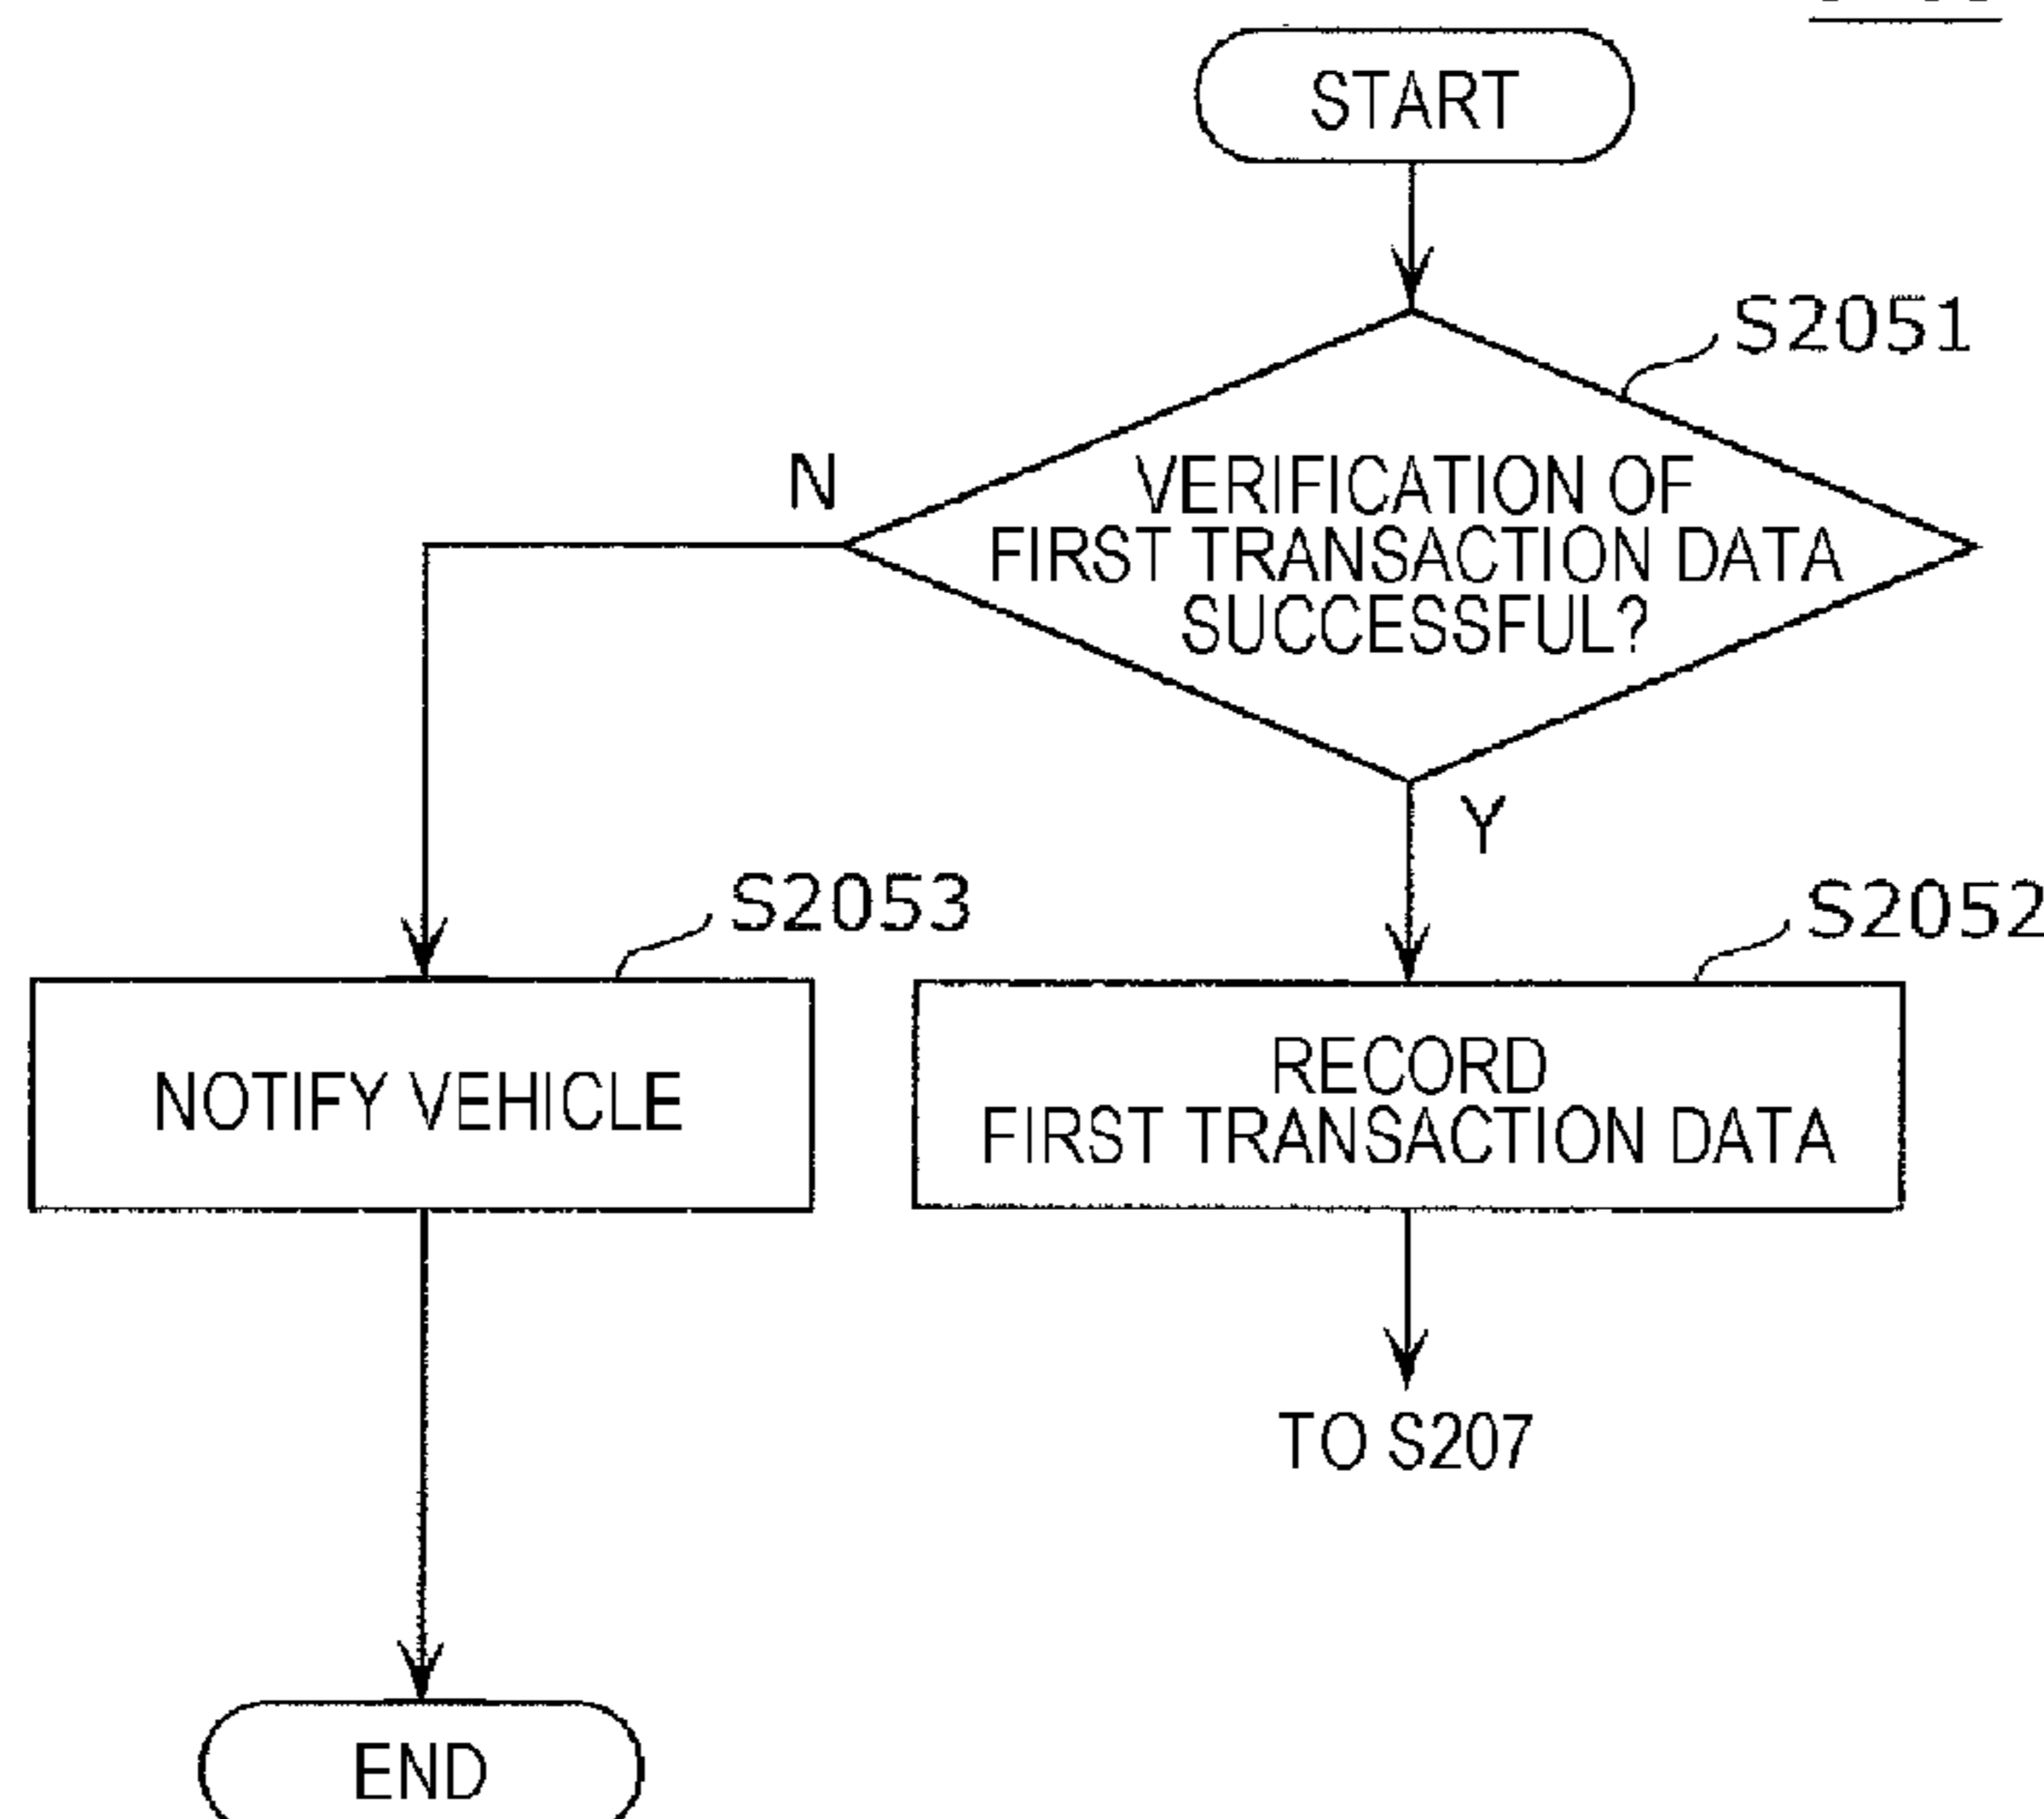 START
S2051
N
VERIFICATION OF
FIRST TRANSACTION DATA
SUCCESSFUL?
Y
S2053
S2052
NOTIFY VEHICLE
RECORD
FIRST TRANSACTION DATA
TO S207
END